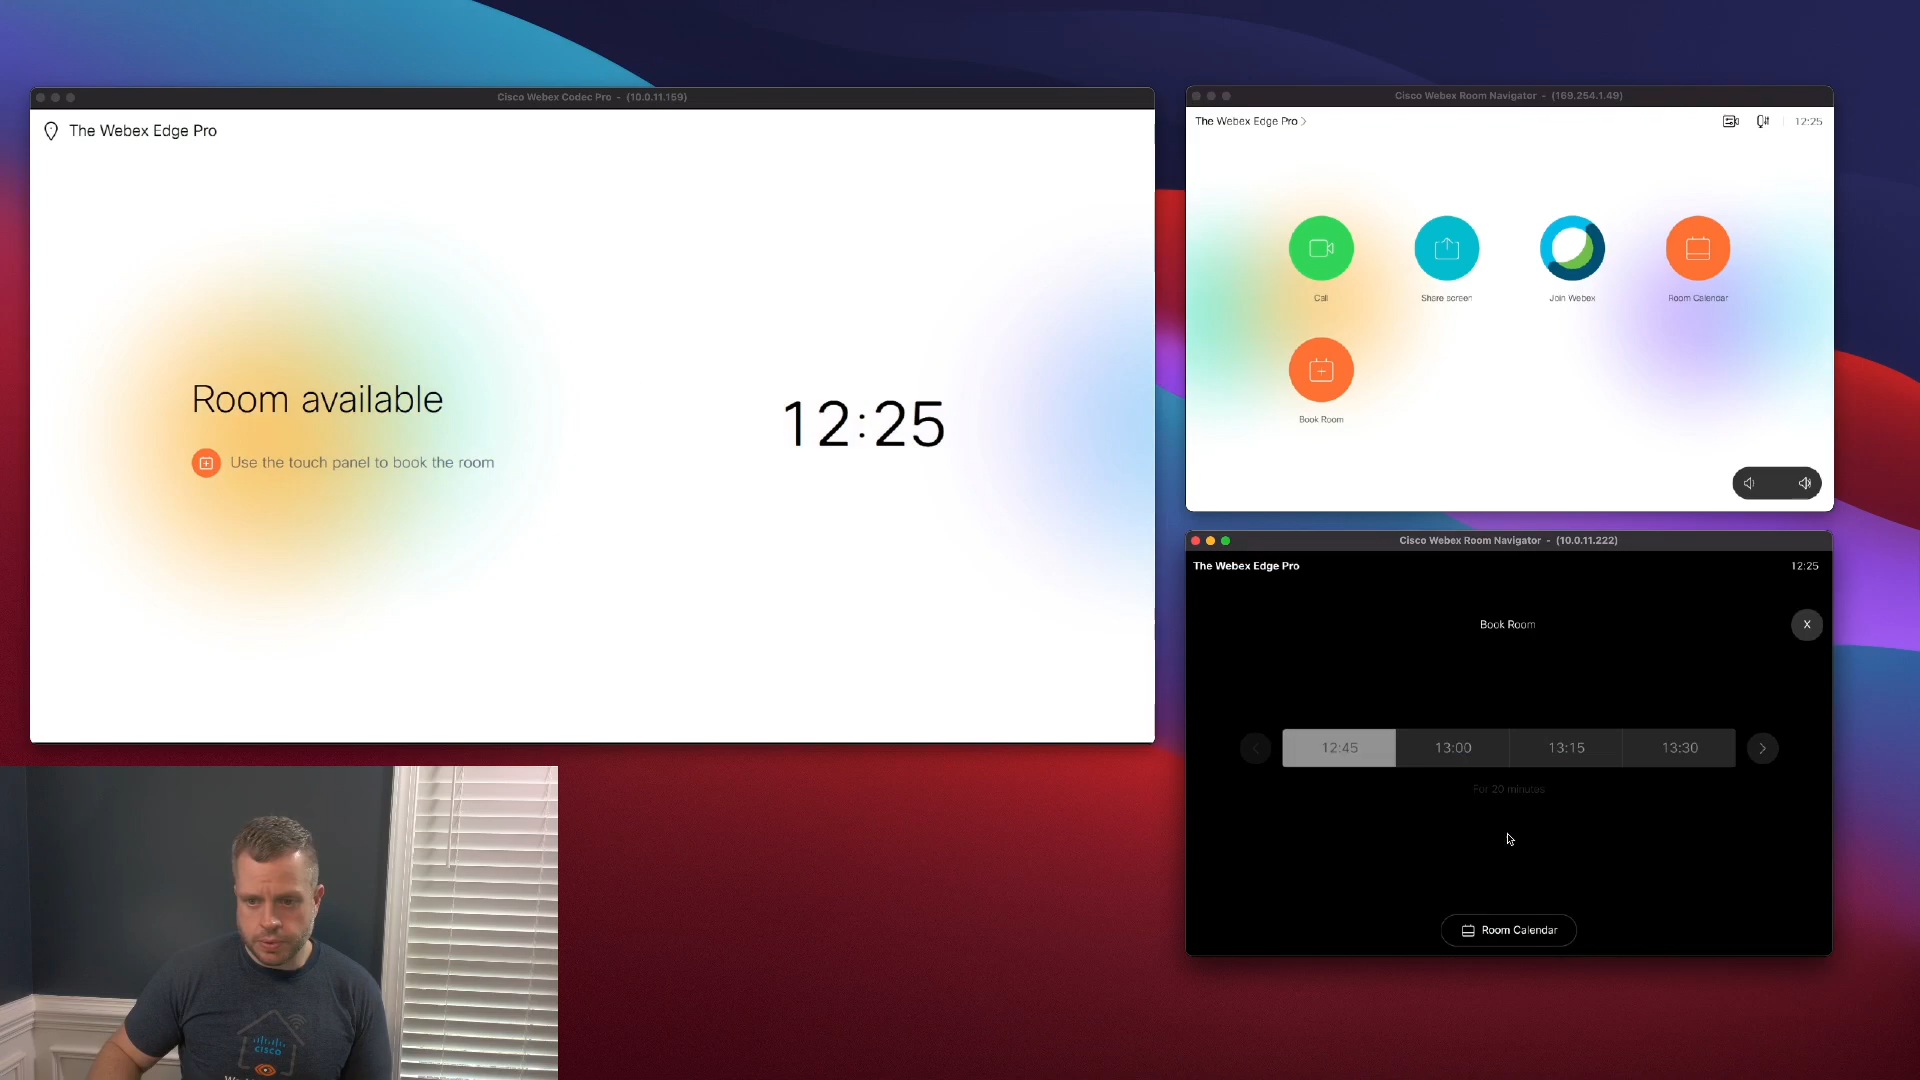 Cisco Webex Codec Pro - (10.0.11.159)
The Webex Edge Pro
Room available
Use the touch panel to book the room
12:25
Cisco Webex Room Navigator - (169.254.1.49)
The Webex Edge Pro
12:25
Call
Share screen
Join Webex
Room Calendar
Book Room
Cisco Webex Room Navigator - (10.0.11.222)
The Webex Edge Pro
12:25
Book Room
X
12:45
13:00
13:15
13:30
For 20 minutes
Room Calendar
CISCO